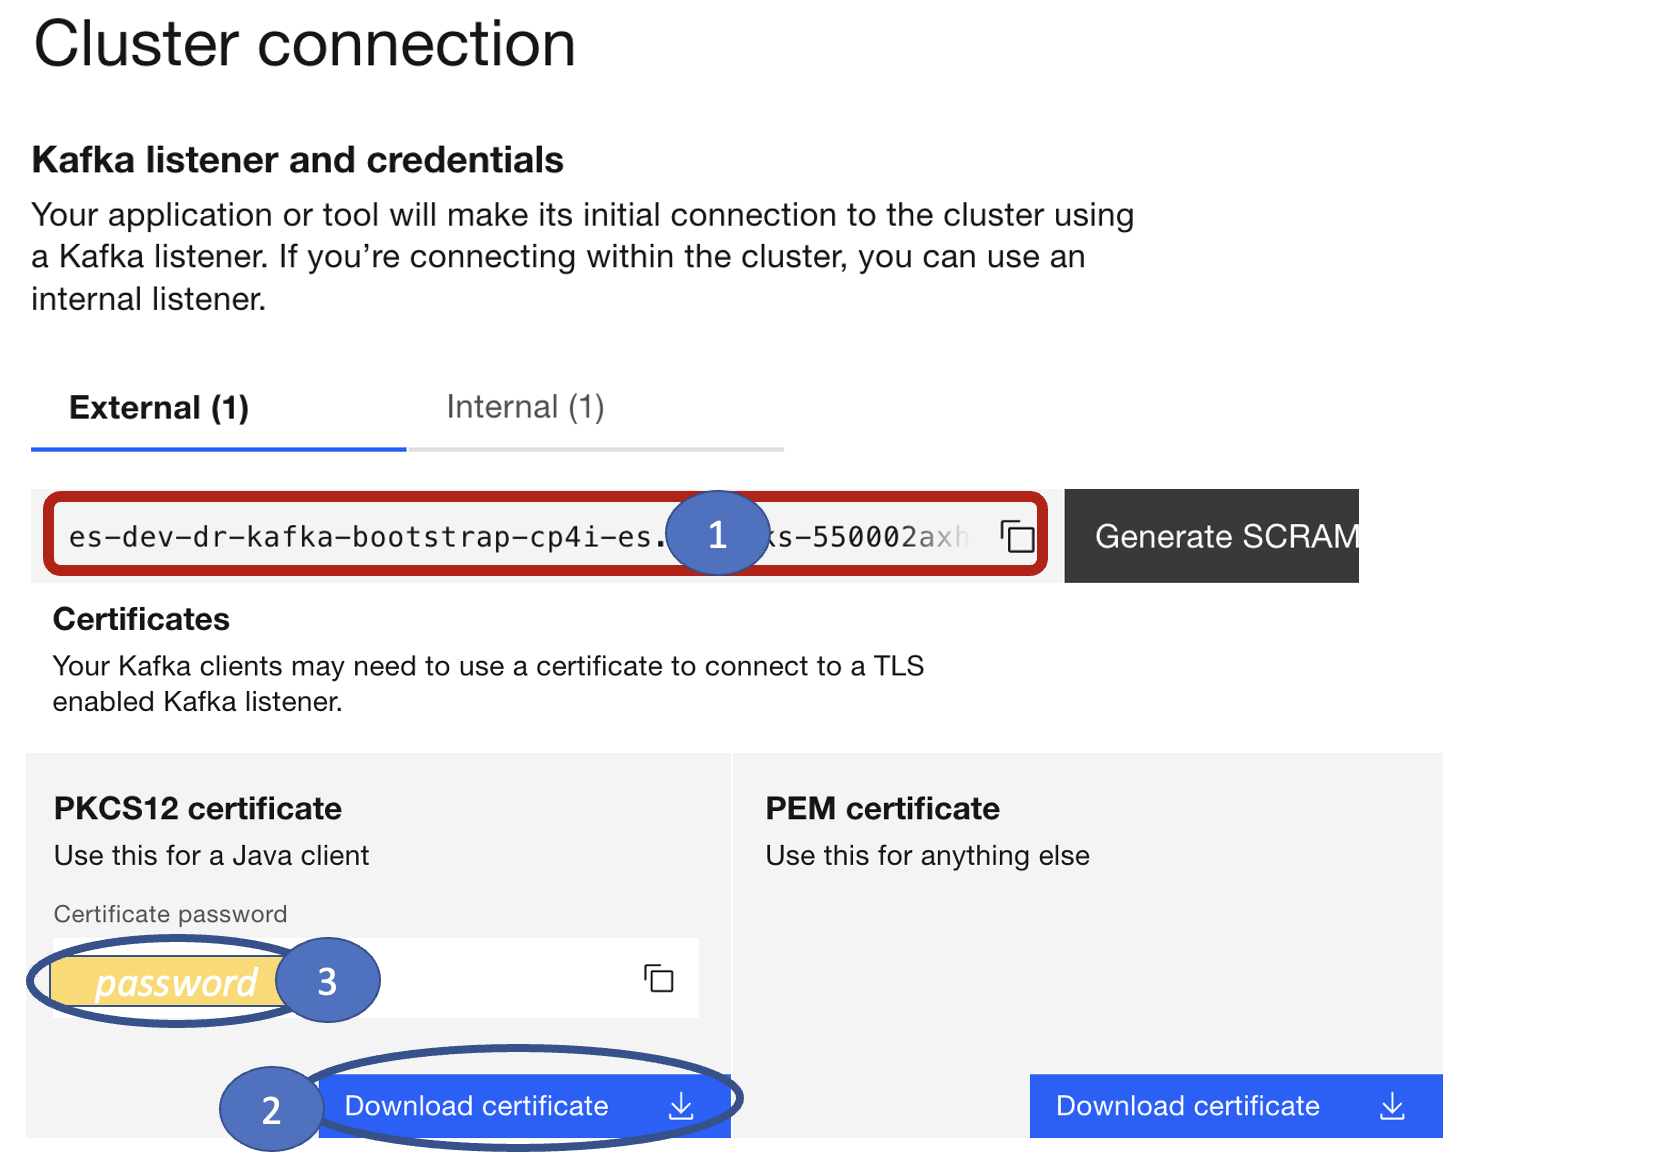 Cluster connection
Kafka listener and credentials
Your application or tool will make its initial connection to the cluster using
a Kafka listener. If you’re connecting within the cluster, you can use an
internal listener.
External (1)
Internal (1)
es-dev-dr-kafka-bootstrap-cp4i-es. 1 ks-550002axh
Generate SCRAM
Certificates
Your Kafka clients may need to use a certificate to connect to a TLS
enabled Kafka listener.
PKCS12 certificate
Use this for a Java client
Certificate password
password 3
2 Download certificate
PEM certificate
Use this for anything else
Download certificate